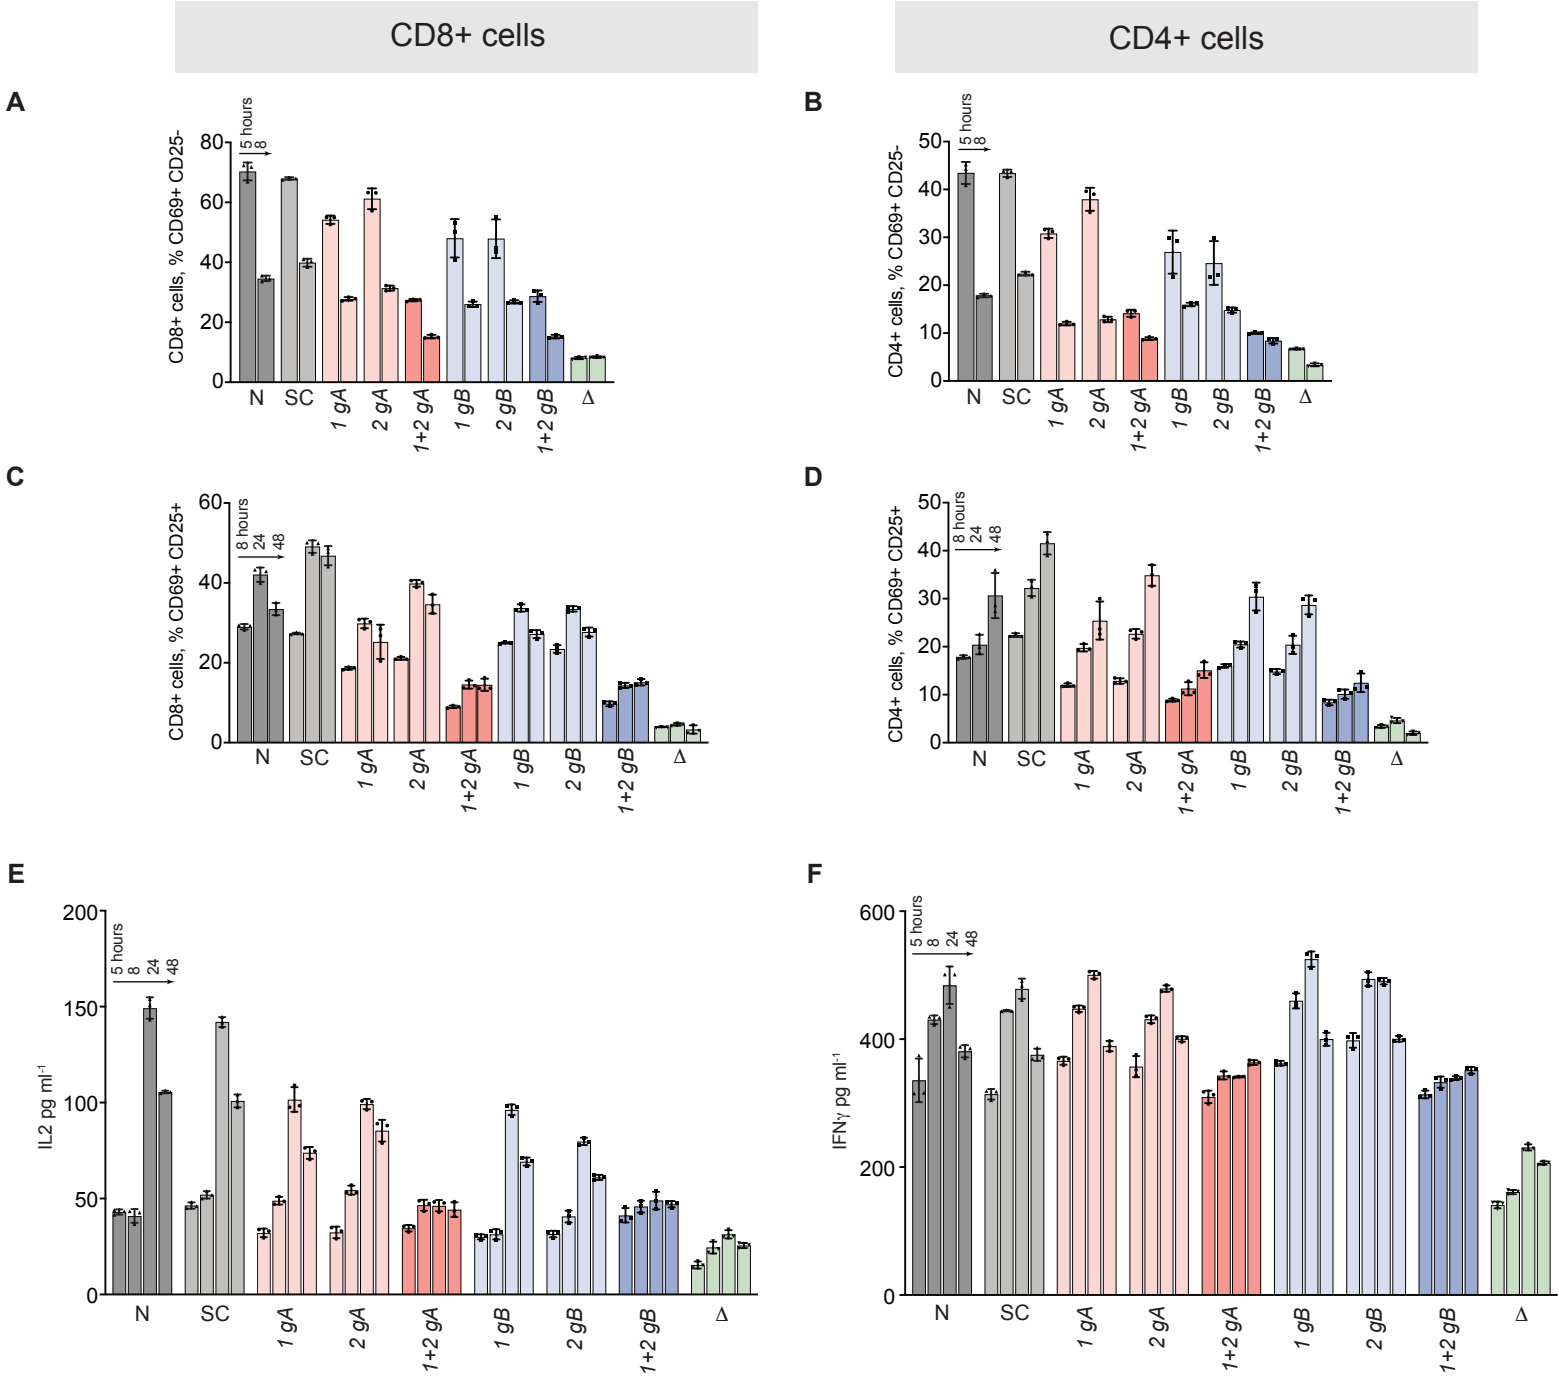 CD8+ cells
CD4+ cells
A
CD8+ cells, % CD69+ CD25-
5 hours
8
80
60
40
20
0
N SC 1 gA 2 gA 1+2 gA 1 gB 2 gB 1+2 gB Δ
B
CD4+ cells, % CD69+ CD25-
5 hours
8
50
40
30
20
10
0
N SC 1 gA 2 gA 1+2 gA 1 gB 2 gB 1+2 gB Δ
C
CD8+ cells, % CD69+ CD25+
8 hours
24
48
60
40
20
0
N SC 1 gA 2 gA 1+2 gA 1 gB 2 gB 1+2 gB Δ
D
CD4+ cells, % CD69+ CD25+
8 hours
24
48
50
40
30
20
10
0
N SC 1 gA 2 gA 1+2 gA 1 gB 2 gB 1+2 gB Δ
E
IL2 pg ml⁻¹
5 hours
8
24
48
200
150
100
50
0
N SC 1 gA 2 gA 1+2 gA 1 gB 2 gB 1+2 gB Δ
F
IFNγ pg ml⁻¹
5 hours
8
24
48
600
400
200
0
N SC 1 gA 2 gA 1+2 gA 1 gB 2 gB 1+2 gB Δ